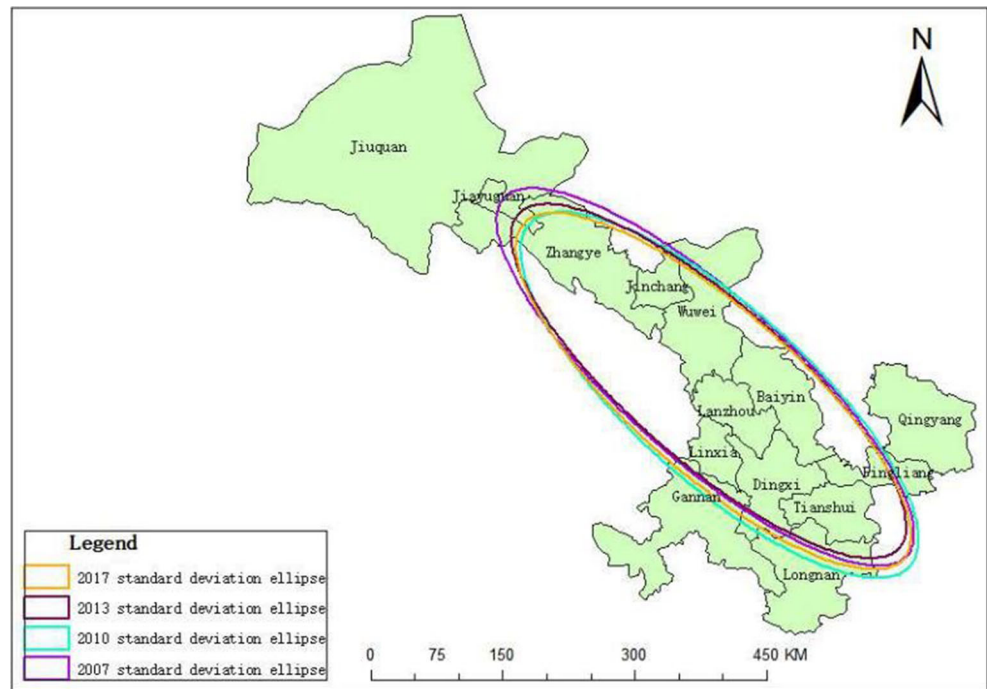 N
Jiuquan
Jiayuguan
Zhangye
Jinchang
Wuwei
Baiyin
Lanzhou
Qingyang
Linxia
Pingliang
Dingxi
Gannan
Tianshui
Longnan
Legend
2017 standard deviation ellipse
2013 standard deviation ellipse
2010 standard deviation ellipse
2007 standard deviation ellipse
0 75 150 300 450 KM